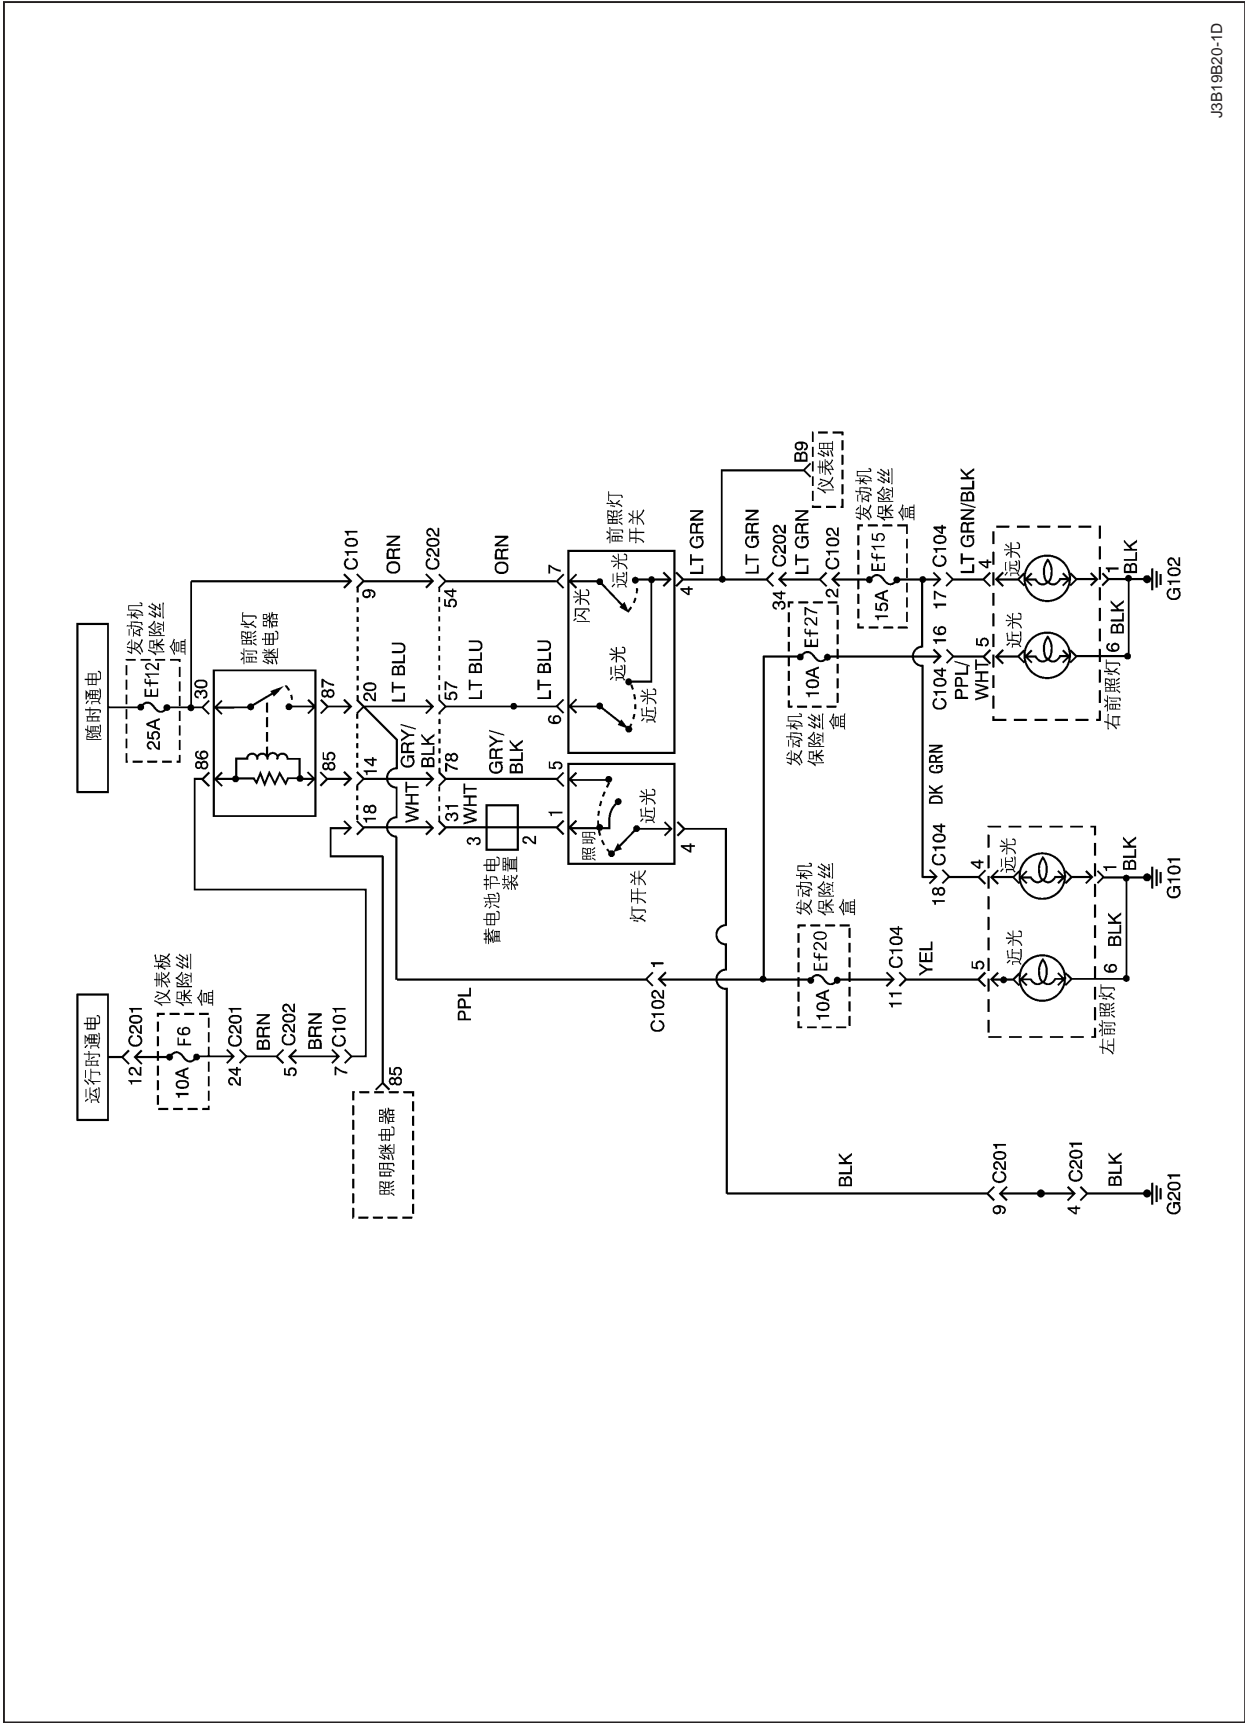 随时通电
发动机
保险丝
盒
Ef12
25A
前照灯
继电器
30
86
87
85
C101
9
20
14
18
ORN
LT BLU
GRY/
BLK
WHT
C202
54
57
78
31
ORN
LT BLU
LT BLU
GRY/
BLK
WHT
蓄电池节电
装置
3
2
7
6
5
1
前照灯
开关
闪光
远光
远光
近光
灯开关
照明
近光
4
4
LT GRN
B9
仪表组
LT GRN
C202
34
LT GRN
C102
2
发动机
保险丝
盒
Ef15
15A
发动机
保险丝
盒
Ef27
10A
C104
17
16
C104
LT GRN/BLK
PPL/
WHT
4
5
远光
近光
右前照灯
1
6
BLK
BLK
G102
DK GRN
运行时通电
C201
12
仪表板
保险丝
盒
F6
10A
C201
24
BRN
C202
5
BRN
C101
7
照明继电器
85
PPL
C102
1
发动机
保险丝
盒
Ef20
10A
C104
18
C104
11
YEL
4
5
远光
近光
左前照灯
1
6
BLK
BLK
G101
BLK
C201
9
C201
4
BLK
G201
J3B19B20-1D